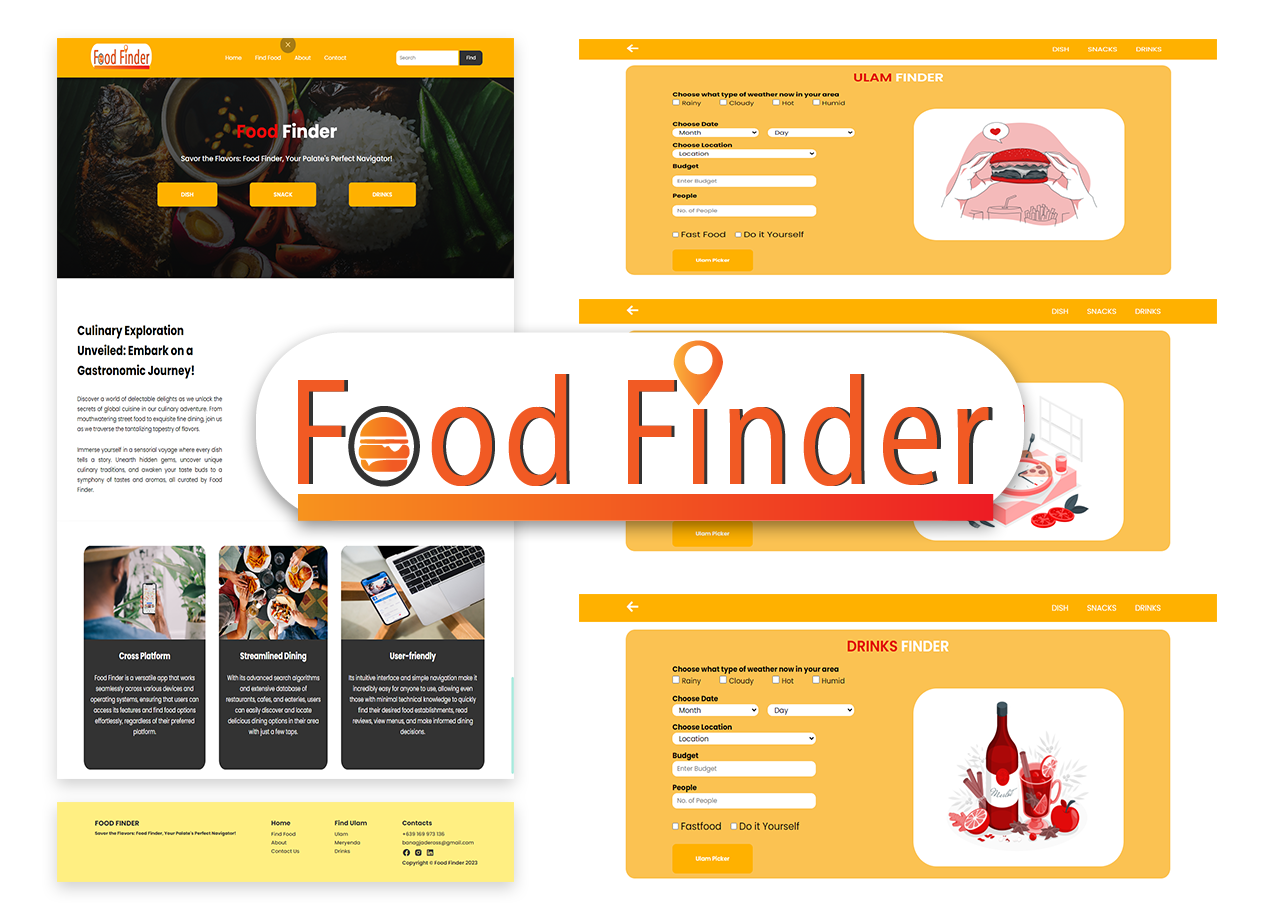 Food Finder
Home Find Food About Contact
Search Find
Food Finder
Savor the Flavors: Food Finder, Your Palate's Perfect Navigator!
DISH SNACK DRINKS
Culinary Exploration
Unveiled: Embark on a
Gastronomic Journey!
Discover a world of delectable delights as we unlock the
secrets of global cuisine in our culinary adventure. From
mouthwatering street food to exquisite fine dining, join us
as we traverse the tantalizing tapestry of flavors.
Immerse yourself in a sensorial voyage where every dish
tells a story. Unearth hidden gems, uncover unique
culinary traditions, and awaken your taste buds to a
symphony of tastes and aromas, all curated by Food
Finder.
Cross Platform
Food Finder is a versatile app that works
seamlessly across various devices and
operating systems, ensuring that users can
access its features and find food options
effortlessly, regardless of their preferred
platform.
Streamlined Dining
With its advanced search algorithms
and extensive database of
restaurants, cafes, and eateries, users
can easily discover and locate
delicious dining options in their area
with just a few taps.
User-friendly
Its intuitive interface and simple navigation make it
incredibly easy for anyone to use, allowing even
those with minimal technical knowledge to quickly
find their desired food establishments, read
reviews, view menus, and make informed dining
decisions.
FOOD FINDER
Savor the Flavors: Food Finder, Your Palate's Perfect Navigator!
Home
Find Food
About
Contact Us
Find Ulam
Ulam
Meryenda
Drinks
Contacts
+639 169 973 136
banagjadeross@gmail.com
Copyright © Food Finder 2023
Food Finder
DISH SNACKS DRINKS
ULAM FINDER
Choose what type of weather now in your area
Rainy Cloudy Hot Humid
Choose Date
Month Day
Choose Location
Location
Budget
Enter Budget
People
No. of People
Fast Food Do it Yourself
Ulam Picker
DISH SNACKS DRINKS
Ulam Picker
DISH SNACKS DRINKS
DRINKS FINDER
Choose what type of weather now in your area
Rainy Cloudy Hot Humid
Choose Date
Month Day
Choose Location
Location
Budget
Enter Budget
People
No. of People
Fastfood Do it Yourself
Ulam Picker